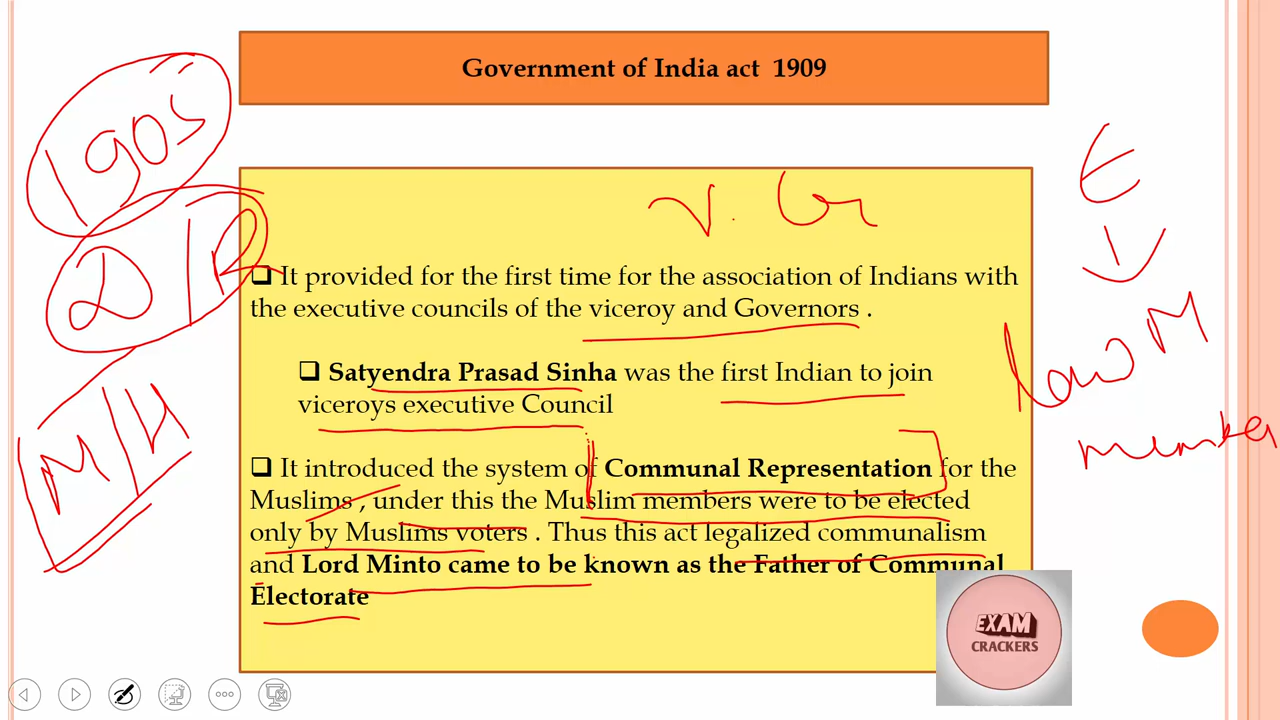 Government of India act 1909
1905
D/R
M/H
V. Gr
E
law M
member
❑ It provided for the first time for the association of Indians with
the executive councils of the viceroy and Governors .
❑ Satyendra Prasad Sinha was the first Indian to join
viceroys executive Council
❑ It introduced the system of Communal Representation for the
Muslims , under this the Muslim members were to be elected
only by Muslims voters . Thus this act legalized communalism
and Lord Minto came to be known as the Father of Communal
Electorate
EXAM
CRACKERS